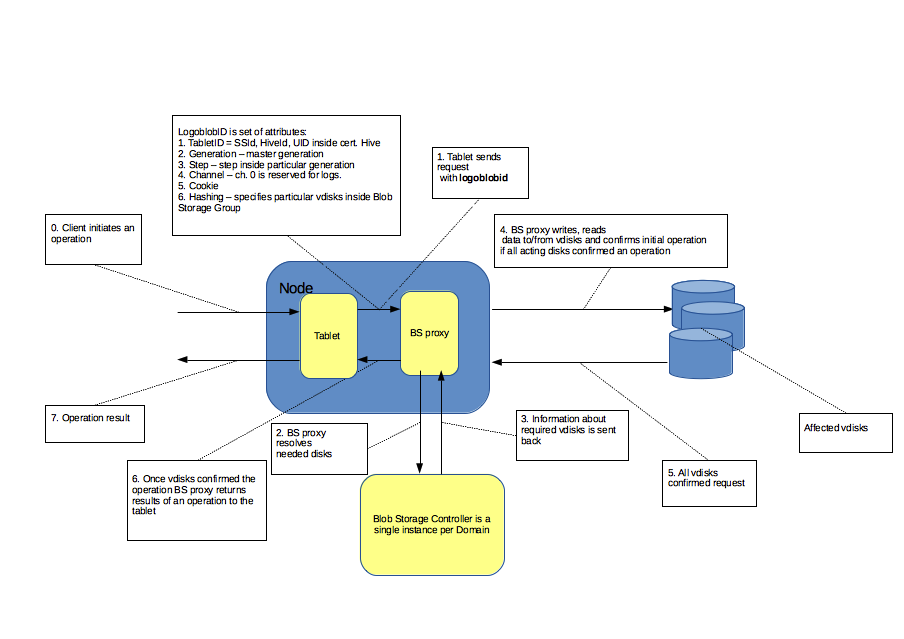 LogoblobID is set of attributes:
1. TabletID = SSId, HiveId, UID inside cert. Hive
2. Generation – master generation
3. Step – step inside particular generation
4. Channel – ch. 0 is reserved for logs.
5. Cookie
6. Hashing – specifies particular vdisks inside Blob
Storage Group
1. Tablet sends
request
with logoblobid
0. Client initiates an
operation
4. BS proxy writes, reads
data to/from vdisks and confirms initial operation
if all acting disks confirmed an operation
Node
Tablet
BS proxy
7. Operation result
2. BS proxy
resolves
needed disks
3. Information about
required vdisks is sent
back
Affected vdisks
6. Once vdisks confirmed the
operation BS proxy returns
results of an operation to the
tablet
5. All vdisks
confirmed request
Blob Storage Controller is a
single instance per Domain